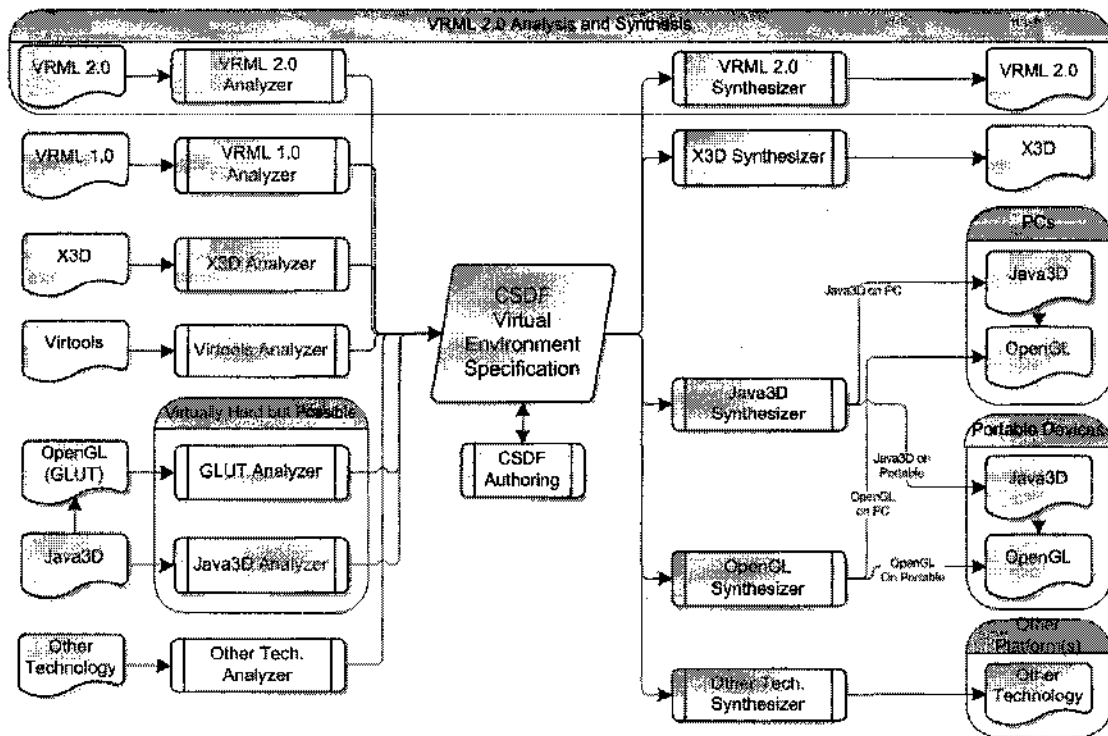 VRML 2.0 Analysis and Synthesis
VRML 2.0
VRML 2.0
Analyzer
VRML 2.0
Synthesizer
VRML 2.0
VRML 1.0
VRML 1.0
Analyzer
X3D Synthesizer
X3D
X3D
X3D Analyzer
Virtools
Virtools Analyzer
CSDF
Virtual
Environment
Specification
CSDF
Authoring
PCs
Java3D on PC
Java3D
OpenGL
Java3D
Synthesizer
Virtually Hard but Possible
OpenGL
(GLUT)
GLUT Analyzer
Java3D
Java3D Analyzer
Java3D on
Portable
OpenGL
on PC
Portable Devices
Java3D
OpenGL
OpenGL
Synthesizer
OpenGL
On Portable
Other
Technology
Other Tech.
Analyzer
Other Tech.
Synthesizer
Other
Platform(s)
Other
Technology